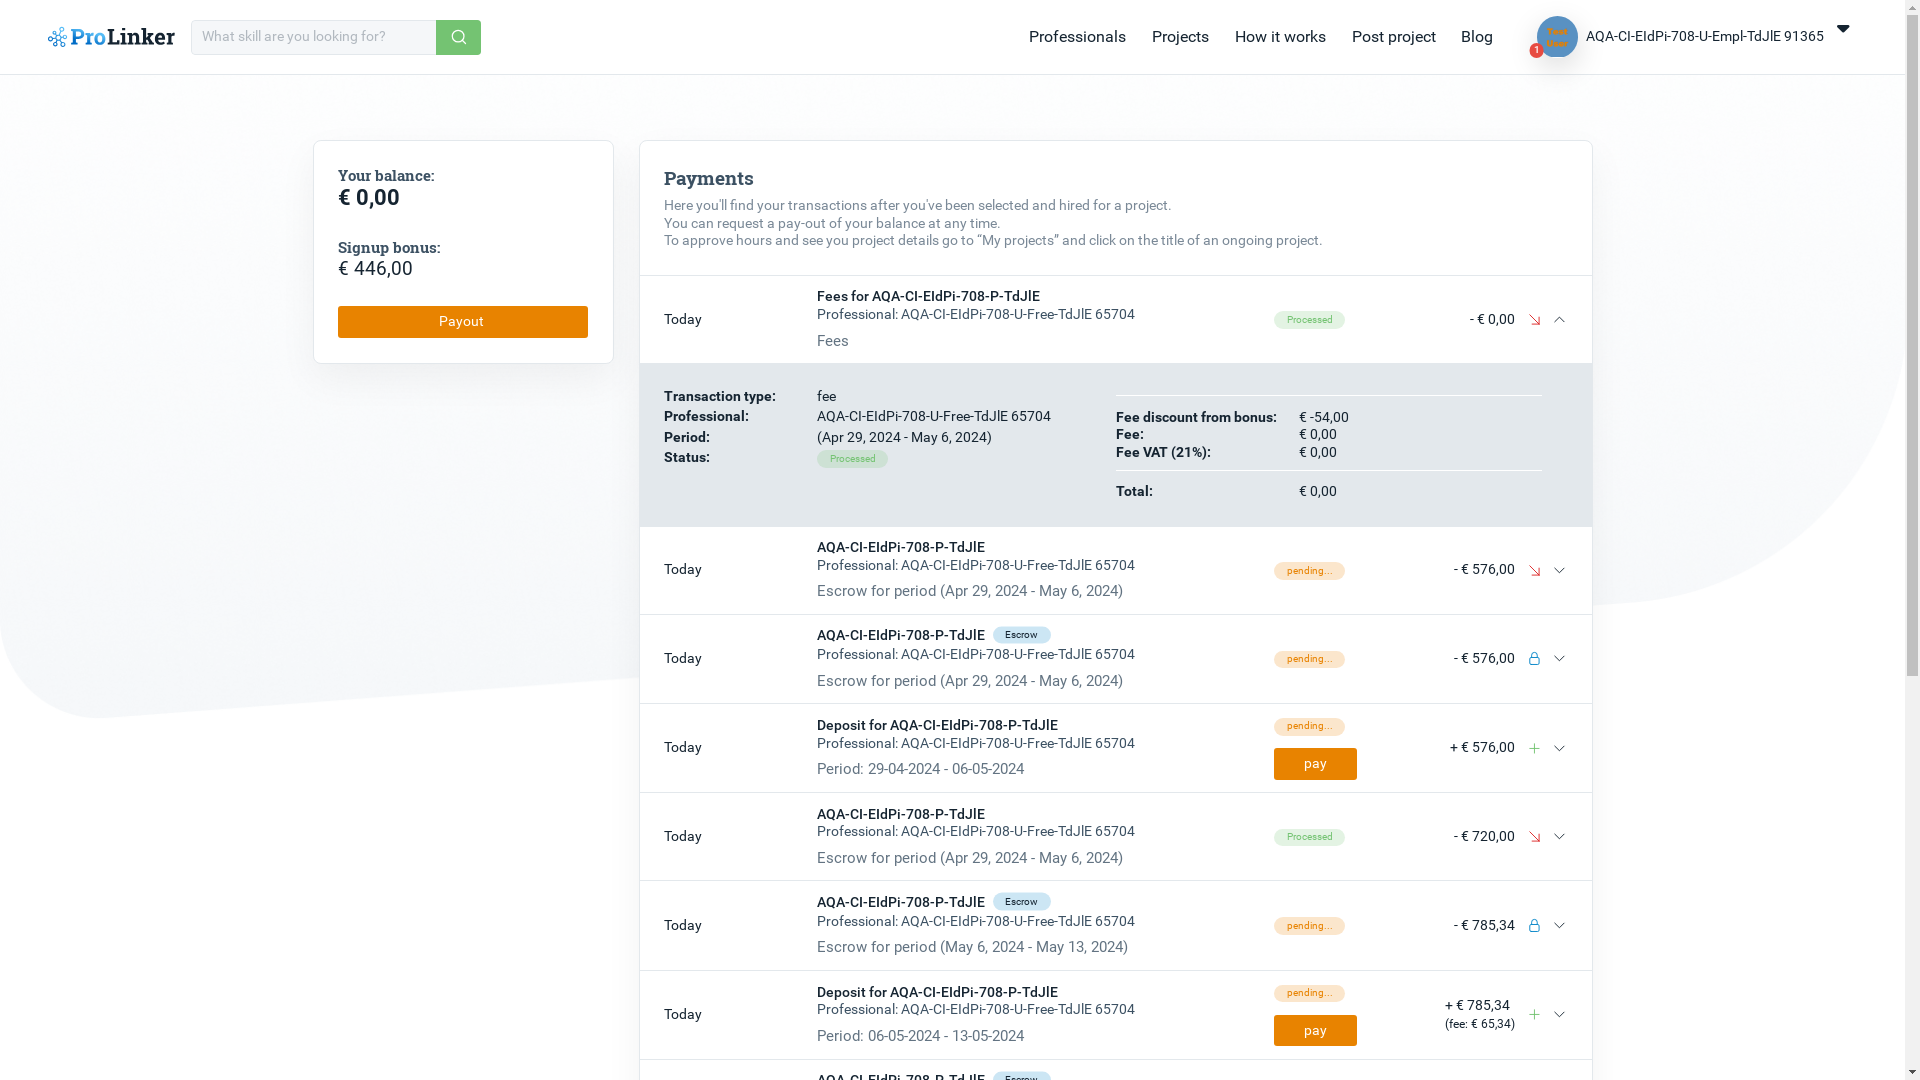 ProLinker
What skill are you looking for?
Professionals
Projects
How it works
Post project
Blog
Test User
1
AQA-CI-EIdPi-708-U-Empl-TdJlE 91365
Your balance:
€ 0,00
Signup bonus:
€ 446,00
Payout
Payments
Here you'll find your transactions after you've been selected and hired for a project.
You can request a pay-out of your balance at any time.
To approve hours and see you project details go to “My projects” and click on the title of an ongoing project.
Today
Fees for AQA-CI-EIdPi-708-P-TdJlE
Professional: AQA-CI-EIdPi-708-U-Free-TdJlE 65704
Fees
Processed
- € 0,00
Transaction type: fee
Professional: AQA-CI-EIdPi-708-U-Free-TdJlE 65704
Period: (Apr 29, 2024 - May 6, 2024)
Status: Processed
Fee discount from bonus: € -54,00
Fee: € 0,00
Fee VAT (21%): € 0,00
Total: € 0,00
Today
AQA-CI-EIdPi-708-P-TdJlE
Professional: AQA-CI-EIdPi-708-U-Free-TdJlE 65704
Escrow for period (Apr 29, 2024 - May 6, 2024)
pending...
- € 576,00
Today
AQA-CI-EIdPi-708-P-TdJlE Escrow
Professional: AQA-CI-EIdPi-708-U-Free-TdJlE 65704
Escrow for period (Apr 29, 2024 - May 6, 2024)
pending...
- € 576,00
Today
Deposit for AQA-CI-EIdPi-708-P-TdJlE
Professional: AQA-CI-EIdPi-708-U-Free-TdJlE 65704
Period: 29-04-2024 - 06-05-2024
pending...
pay
+ € 576,00
Today
AQA-CI-EIdPi-708-P-TdJlE
Professional: AQA-CI-EIdPi-708-U-Free-TdJlE 65704
Escrow for period (Apr 29, 2024 - May 6, 2024)
Processed
- € 720,00
Today
AQA-CI-EIdPi-708-P-TdJlE Escrow
Professional: AQA-CI-EIdPi-708-U-Free-TdJlE 65704
Escrow for period (May 6, 2024 - May 13, 2024)
pending...
- € 785,34
Today
Deposit for AQA-CI-EIdPi-708-P-TdJlE
Professional: AQA-CI-EIdPi-708-U-Free-TdJlE 65704
Period: 06-05-2024 - 13-05-2024
pending...
pay
+ € 785,34
(fee: € 65,34)
AQA-CI-EIdPi-708-P-TdJlE Escrow